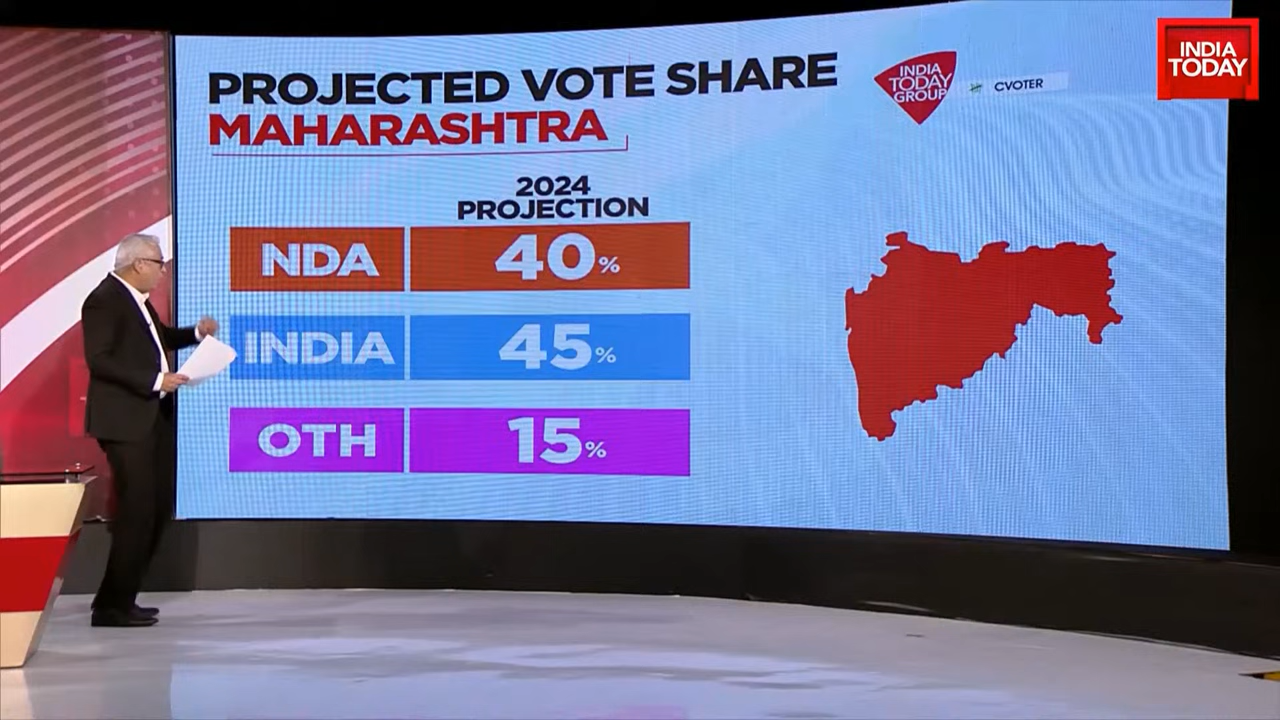 PROJECTED VOTE SHARE
MAHARASHTRA
INDIA
TODAY
GROUP
CVOTER
INDIA
TODAY
2024
PROJECTION
NDA 40%
INDIA 45%
OTH 15%